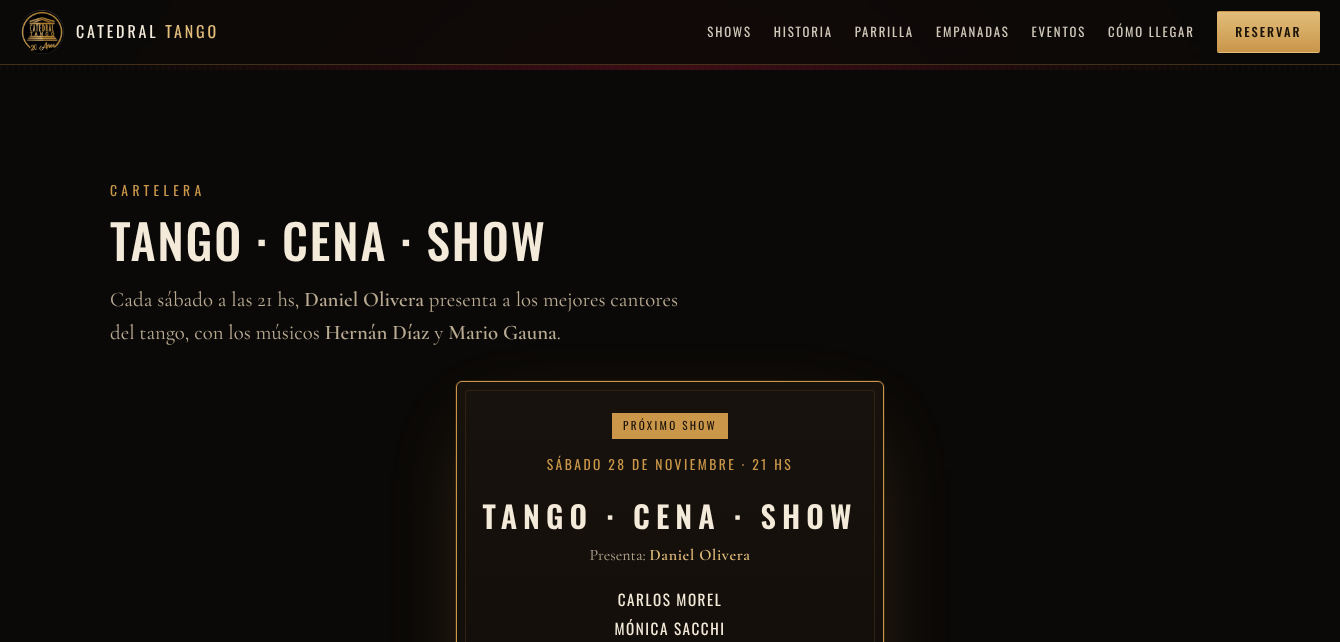 CATEDRAL TANGO
SHOWS HISTORIA PARRILLA EMPANADAS EVENTOS CÓMO LLEGAR RESERVAR
CARTELERA
TANGO · CENA · SHOW
Cada sábado a las 21 hs, Daniel Olivera presenta a los mejores cantores
del tango, con los músicos Hernán Díaz y Mario Gauna.
PRÓXIMO SHOW
SÁBADO 28 DE NOVIEMBRE · 21 HS
TANGO · CENA · SHOW
Presenta: Daniel Olivera
CARLOS MOREL
MÓNICA SACCHI